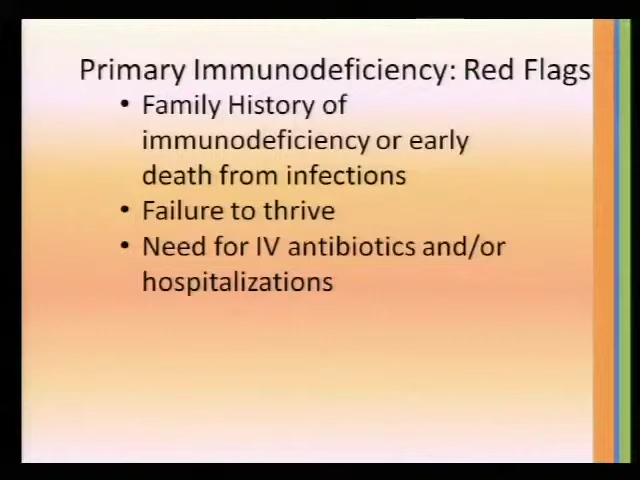 Primary Immunodeficiency: Red Flags
• Family History of
immunodeficiency or early
death from infections
• Failure to thrive
• Need for IV antibiotics and/or
hospitalizations